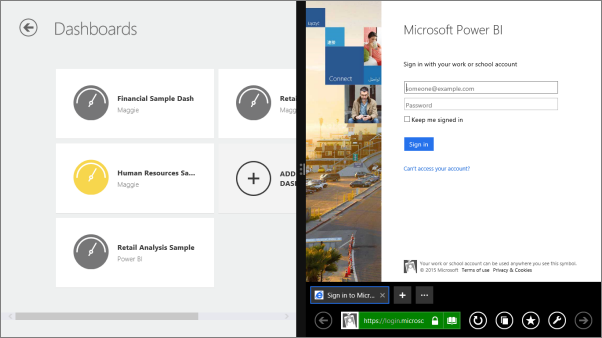 Dashboards
Financial Sample Dash
Maggie
Reta
Maggie
Human Resources Sa...
Maggie
ADD
DASH
Retail Analysis Sample
Power BI
Connect
Microsoft Power BI
Sign in with your work or school account
someone@example.com
Password
Keep me signed in
Sign in
Can't access your account?
Your work or school account can be used anywhere you see this symbol.
© 2015 Microsoft Terms of use Privacy & Cookies
Sign in to Micr...
https://login.microsc